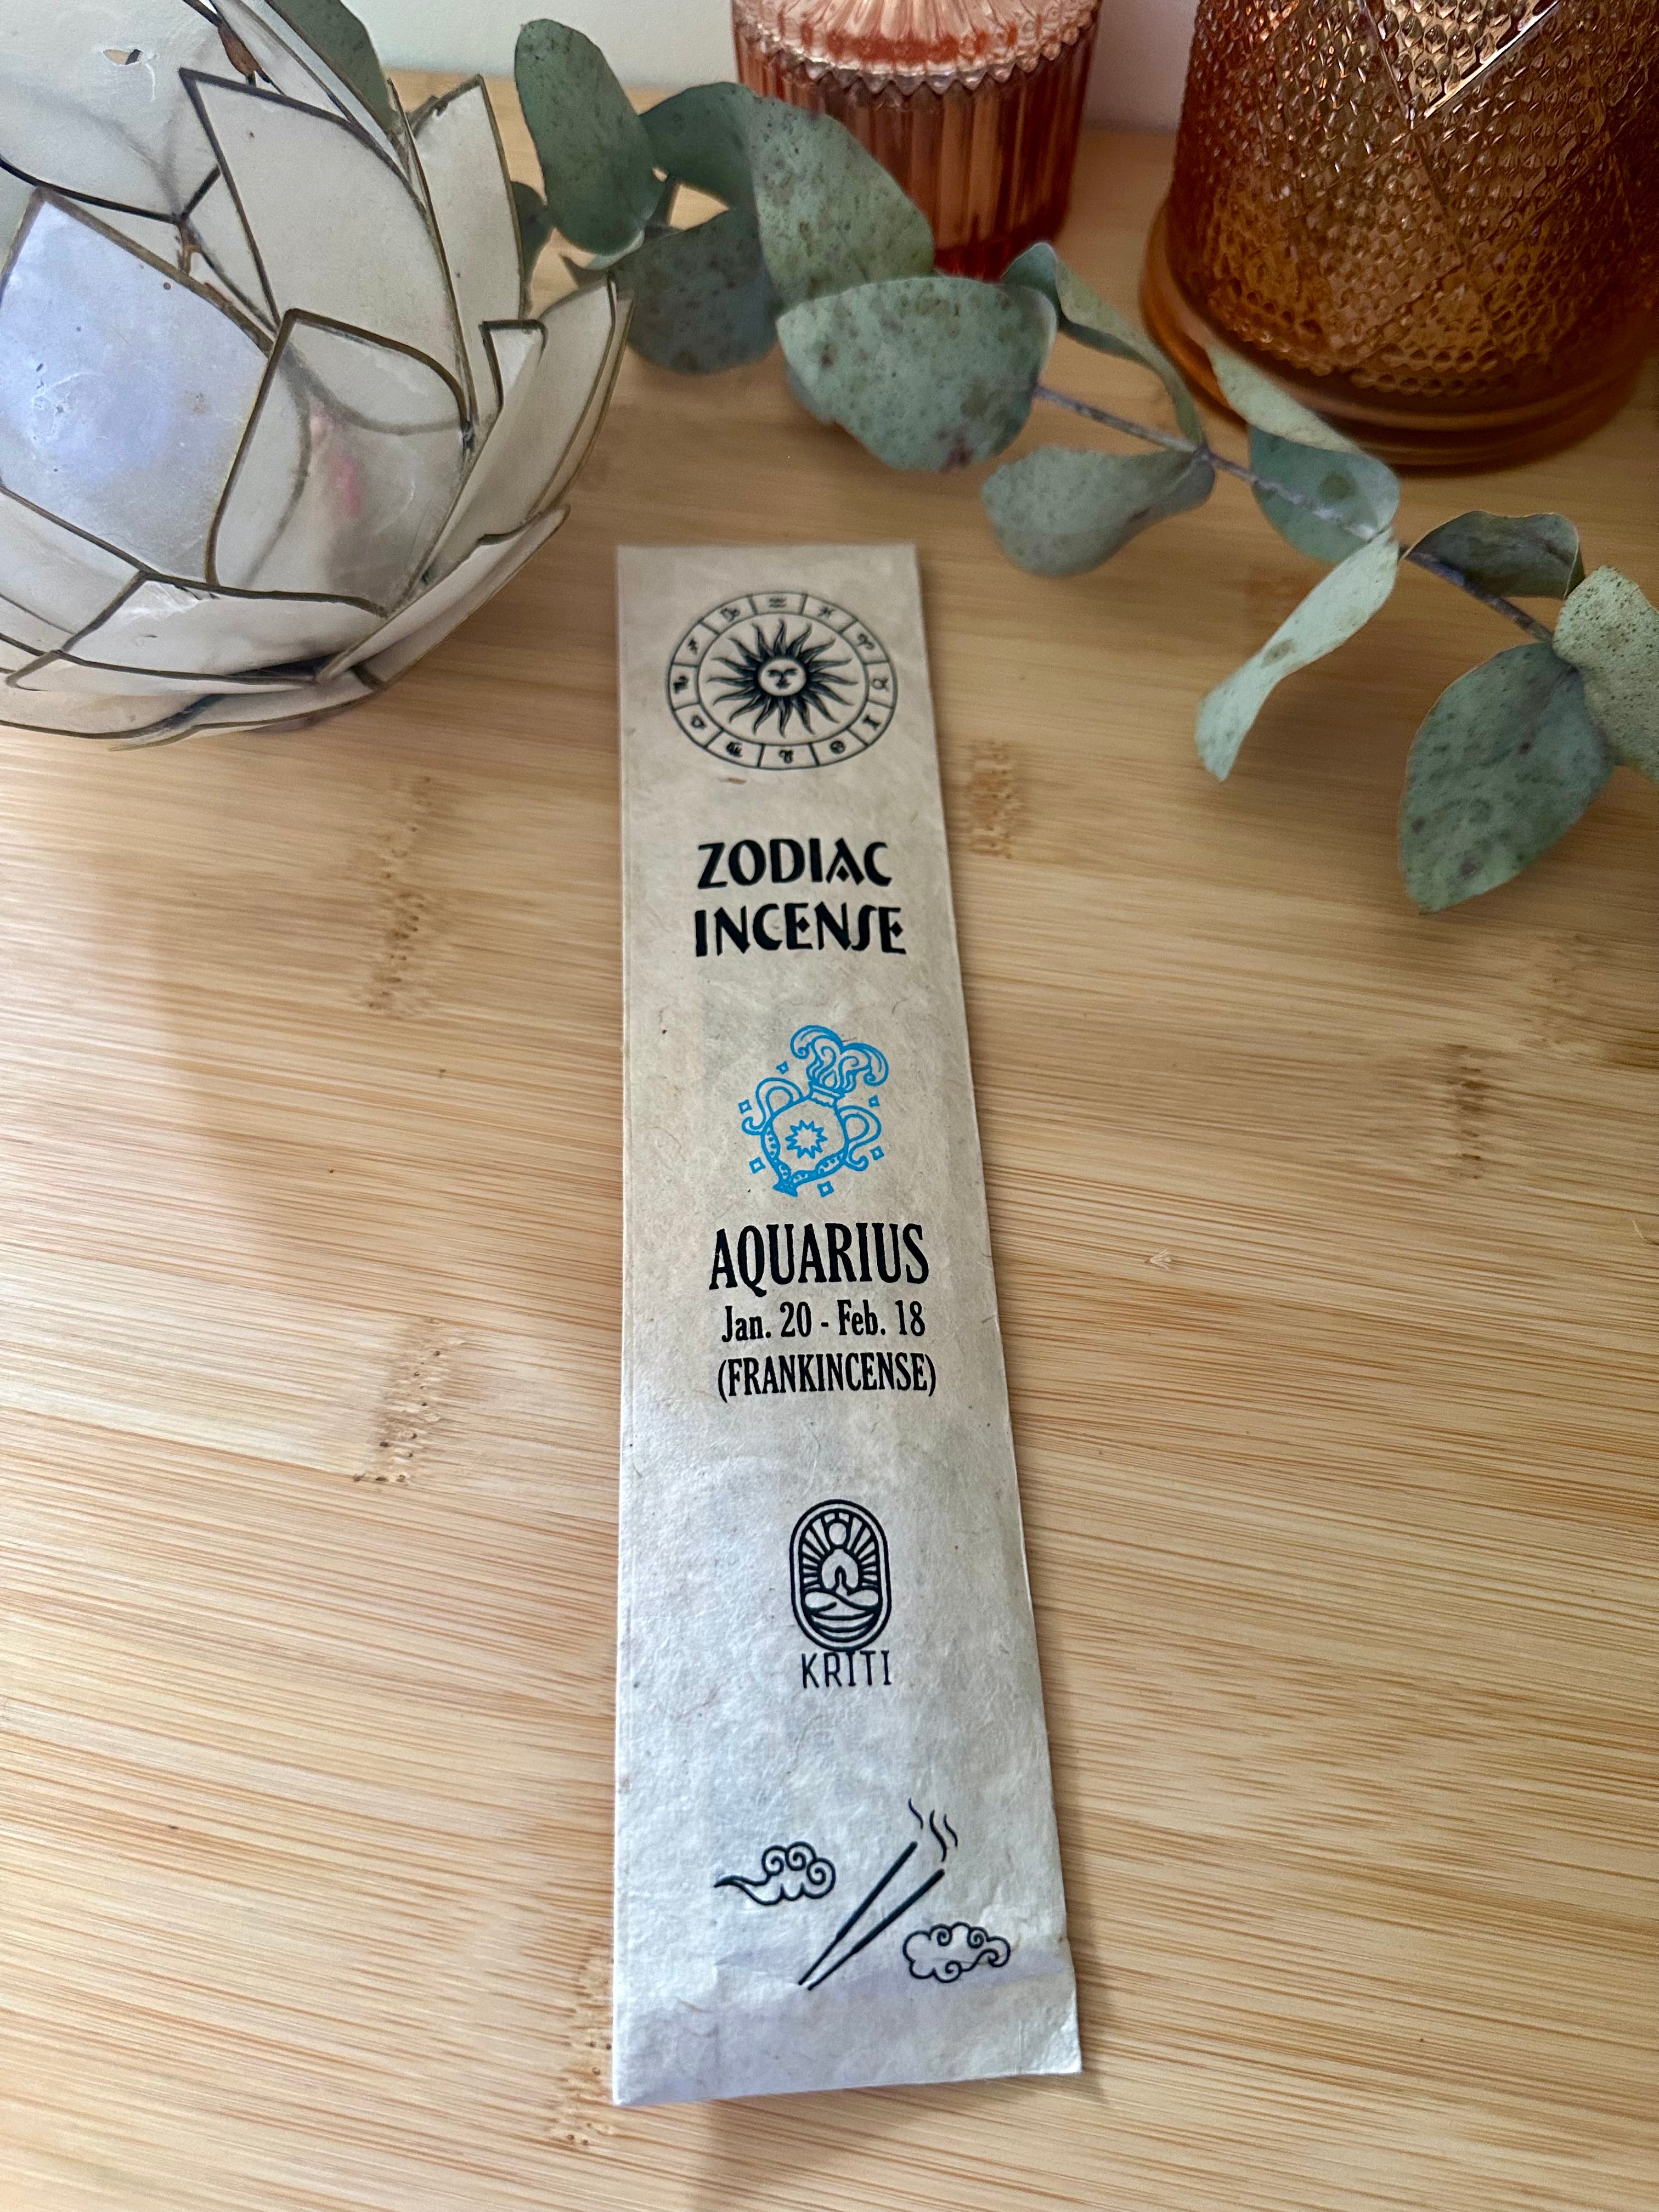 ZODIAC
INCENSE
AQUARIUS
Jan. 20 - Feb. 18
(FRANKINCENSE)
KRITI